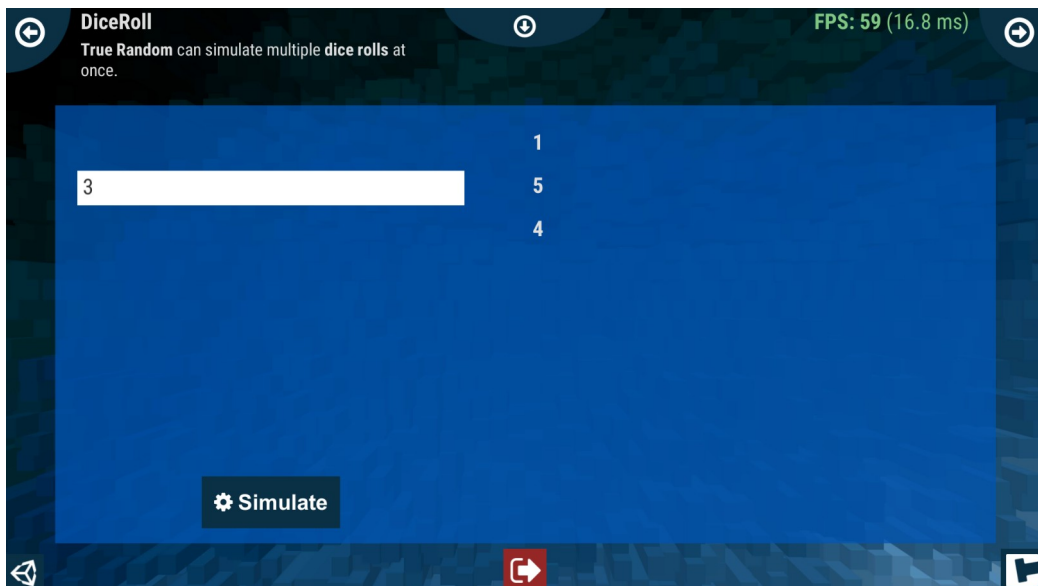 DiceRoll
FPS: 59 (16.8 ms)
True Random can simulate multiple dice rolls at
once.
1
3
5
4
Simulate